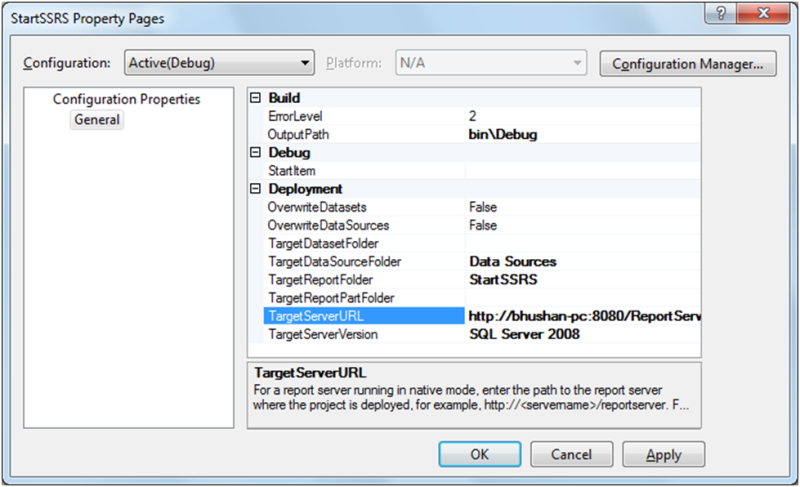 StartSSRS Property Pages
?
Configuration: Active(Debug) Platform: N/A Configuration Manager...
Configuration Properties
General
Build
ErrorLevel 2
OutputPath bin\Debug
Debug
StartItem
Deployment
OverwriteDatasets False
OverwriteDataSources False
TargetDatasetFolder
TargetDataSourceFolder Data Sources
TargetReportFolder StartSSRS
TargetReportPartFolder
TargetServerURL http://bhushan-pc:8080/ReportServ
TargetServerVersion SQL Server 2008
TargetServerURL
For a report server running in native mode, enter the path to the report server
where the project is deployed, for example, http://<servername>/reportserver. F...
OK Cancel Apply